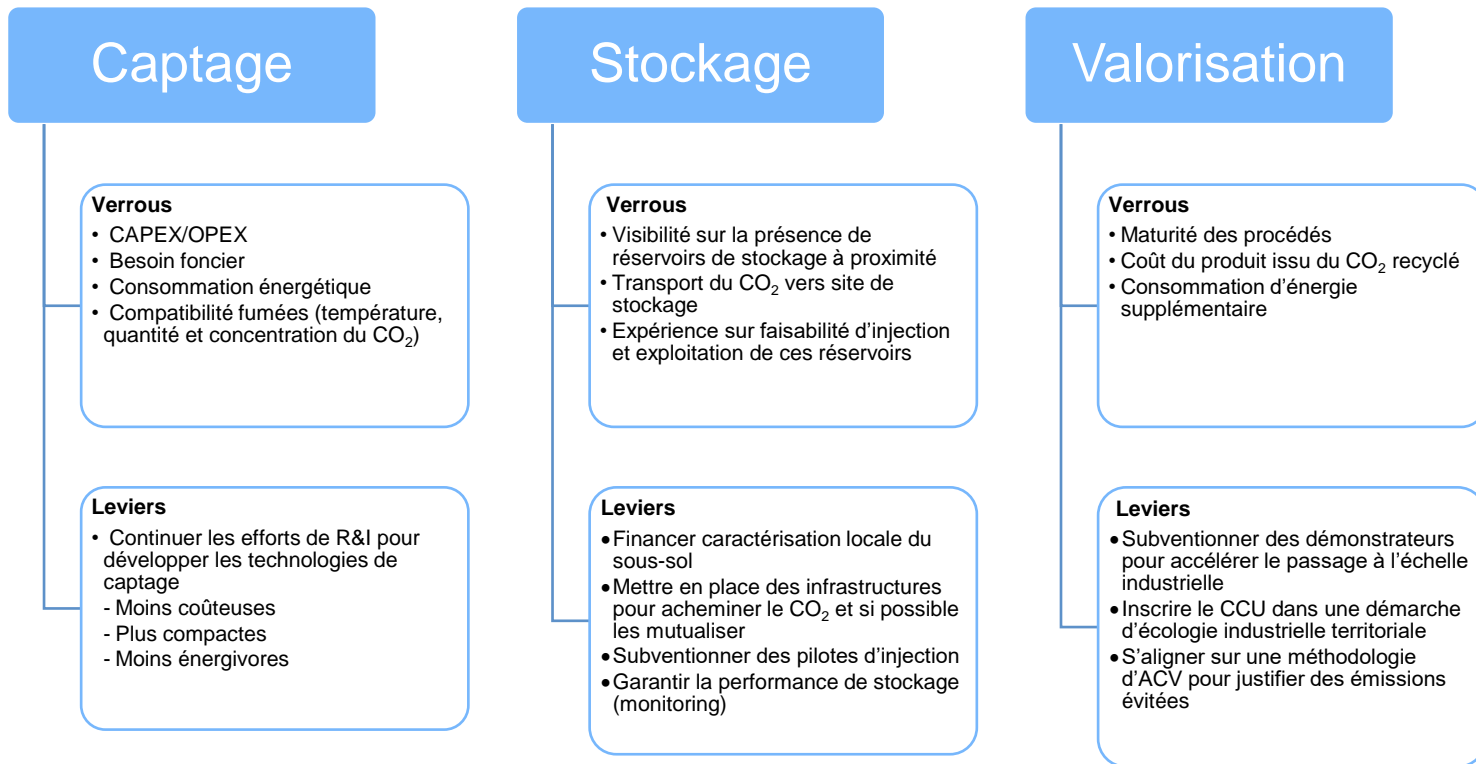 Captage
Verrous
• CAPEX/OPEX
• Besoin foncier
• Consommation énergétique
• Compatibilité fumées (température,
quantité et concentration du CO₂)
Leviers
• Continuer les efforts de R&I pour
développer les technologies de
captage
- Moins coûteuses
- Plus compactes
- Moins énergivores
Stockage
Verrous
• Visibilité sur la présence de
réservoirs de stockage à proximité
• Transport du CO₂ vers site de
stockage
• Expérience sur faisabilité d’injection
et exploitation de ces réservoirs
Leviers
• Financer caractérisation locale du
sous-sol
• Mettre en place des infrastructures
pour acheminer le CO₂ et si possible
les mutualiser
• Subventionner des pilotes d’injection
• Garantir la performance de stockage
(monitoring)
Valorisation
Verrous
• Maturité des procédés
• Coût du produit issu du CO₂ recyclé
• Consommation d’énergie
supplémentaire
Leviers
• Subventionner des démonstrateurs
pour accélérer le passage à l’échelle
industrielle
• Inscrire le CCU dans une démarche
d’écologie industrielle territoriale
• S’aligner sur une méthodologie
d’ACV pour justifier des émissions
évitées